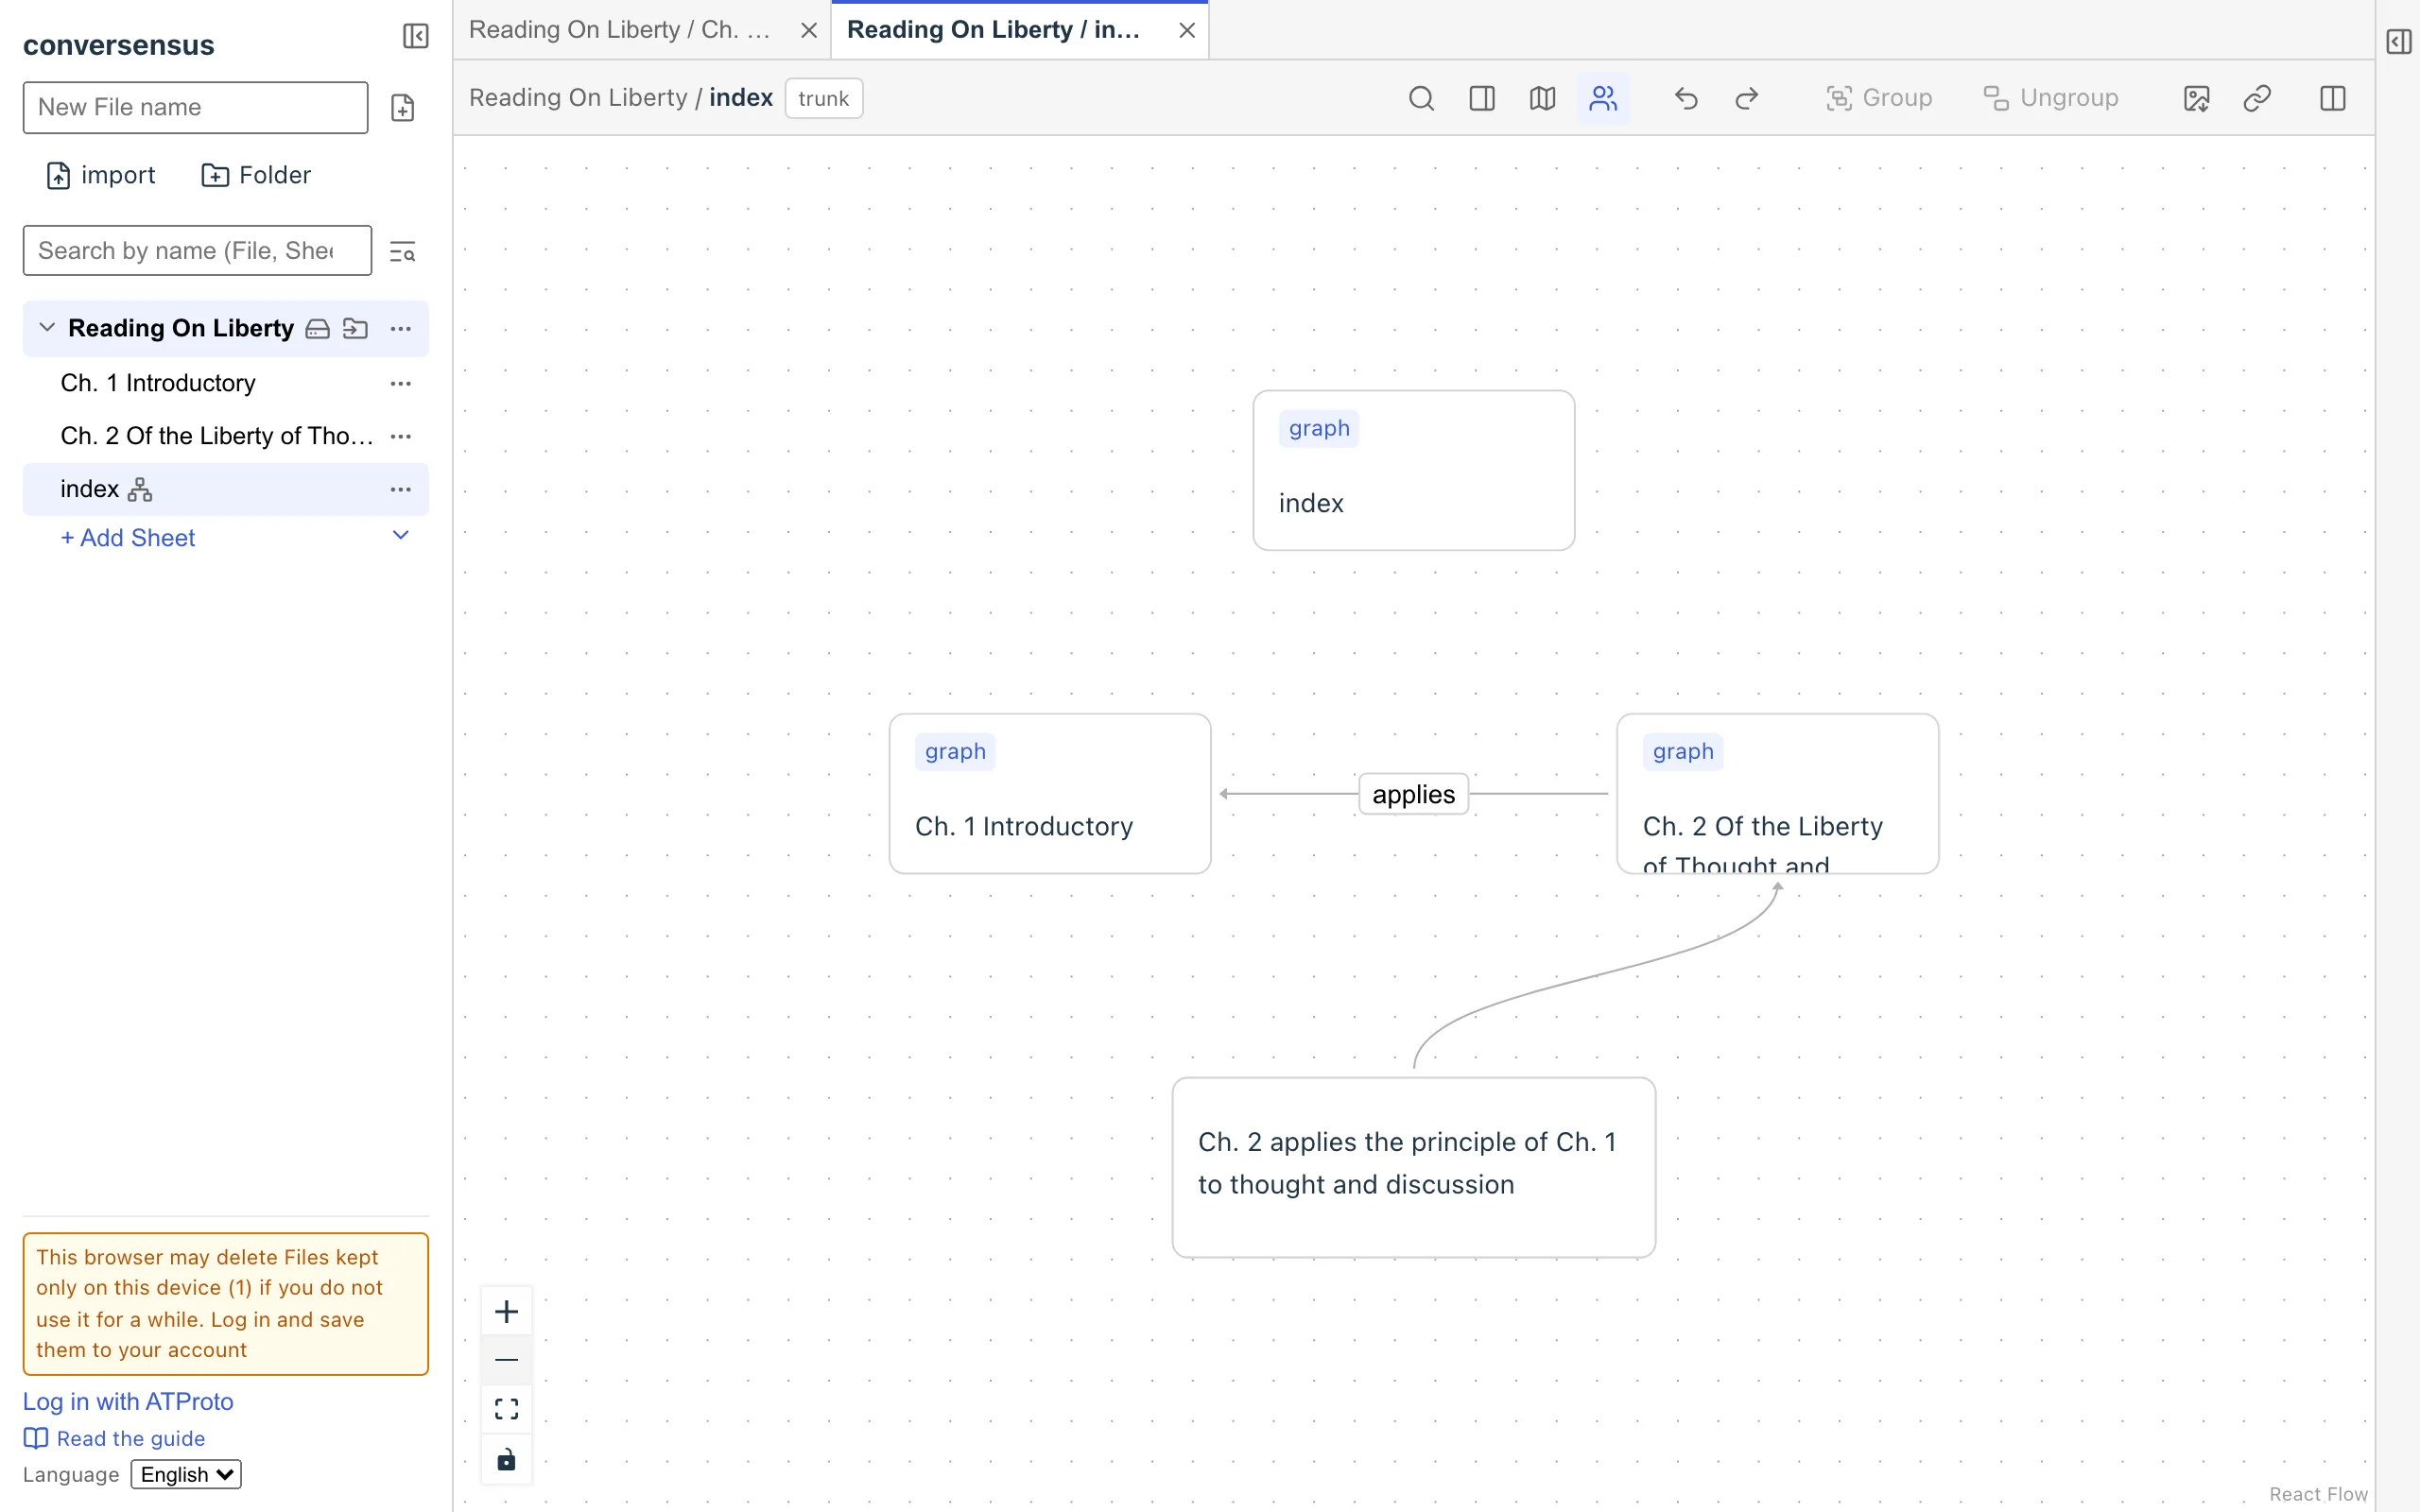 conversensus
New File name
import
Folder
Search by name (File, She
Reading On Liberty
Ch. 1 Introductory
Ch. 2 Of the Liberty of Tho...
index
+ Add Sheet
This browser may delete Files kept
only on this device (1) if you do not
use it for a while. Log in and save
them to your account
Log in with ATProto
Read the guide
Language English
Reading On Liberty / Ch. ...
Reading On Liberty / in...
Reading On Liberty / index trunk
Group
Ungroup
graph
index
graph
Ch. 1 Introductory
applies
graph
Ch. 2 Of the Liberty
of Thought and
Ch. 2 applies the principle of Ch. 1
to thought and discussion
React Flow